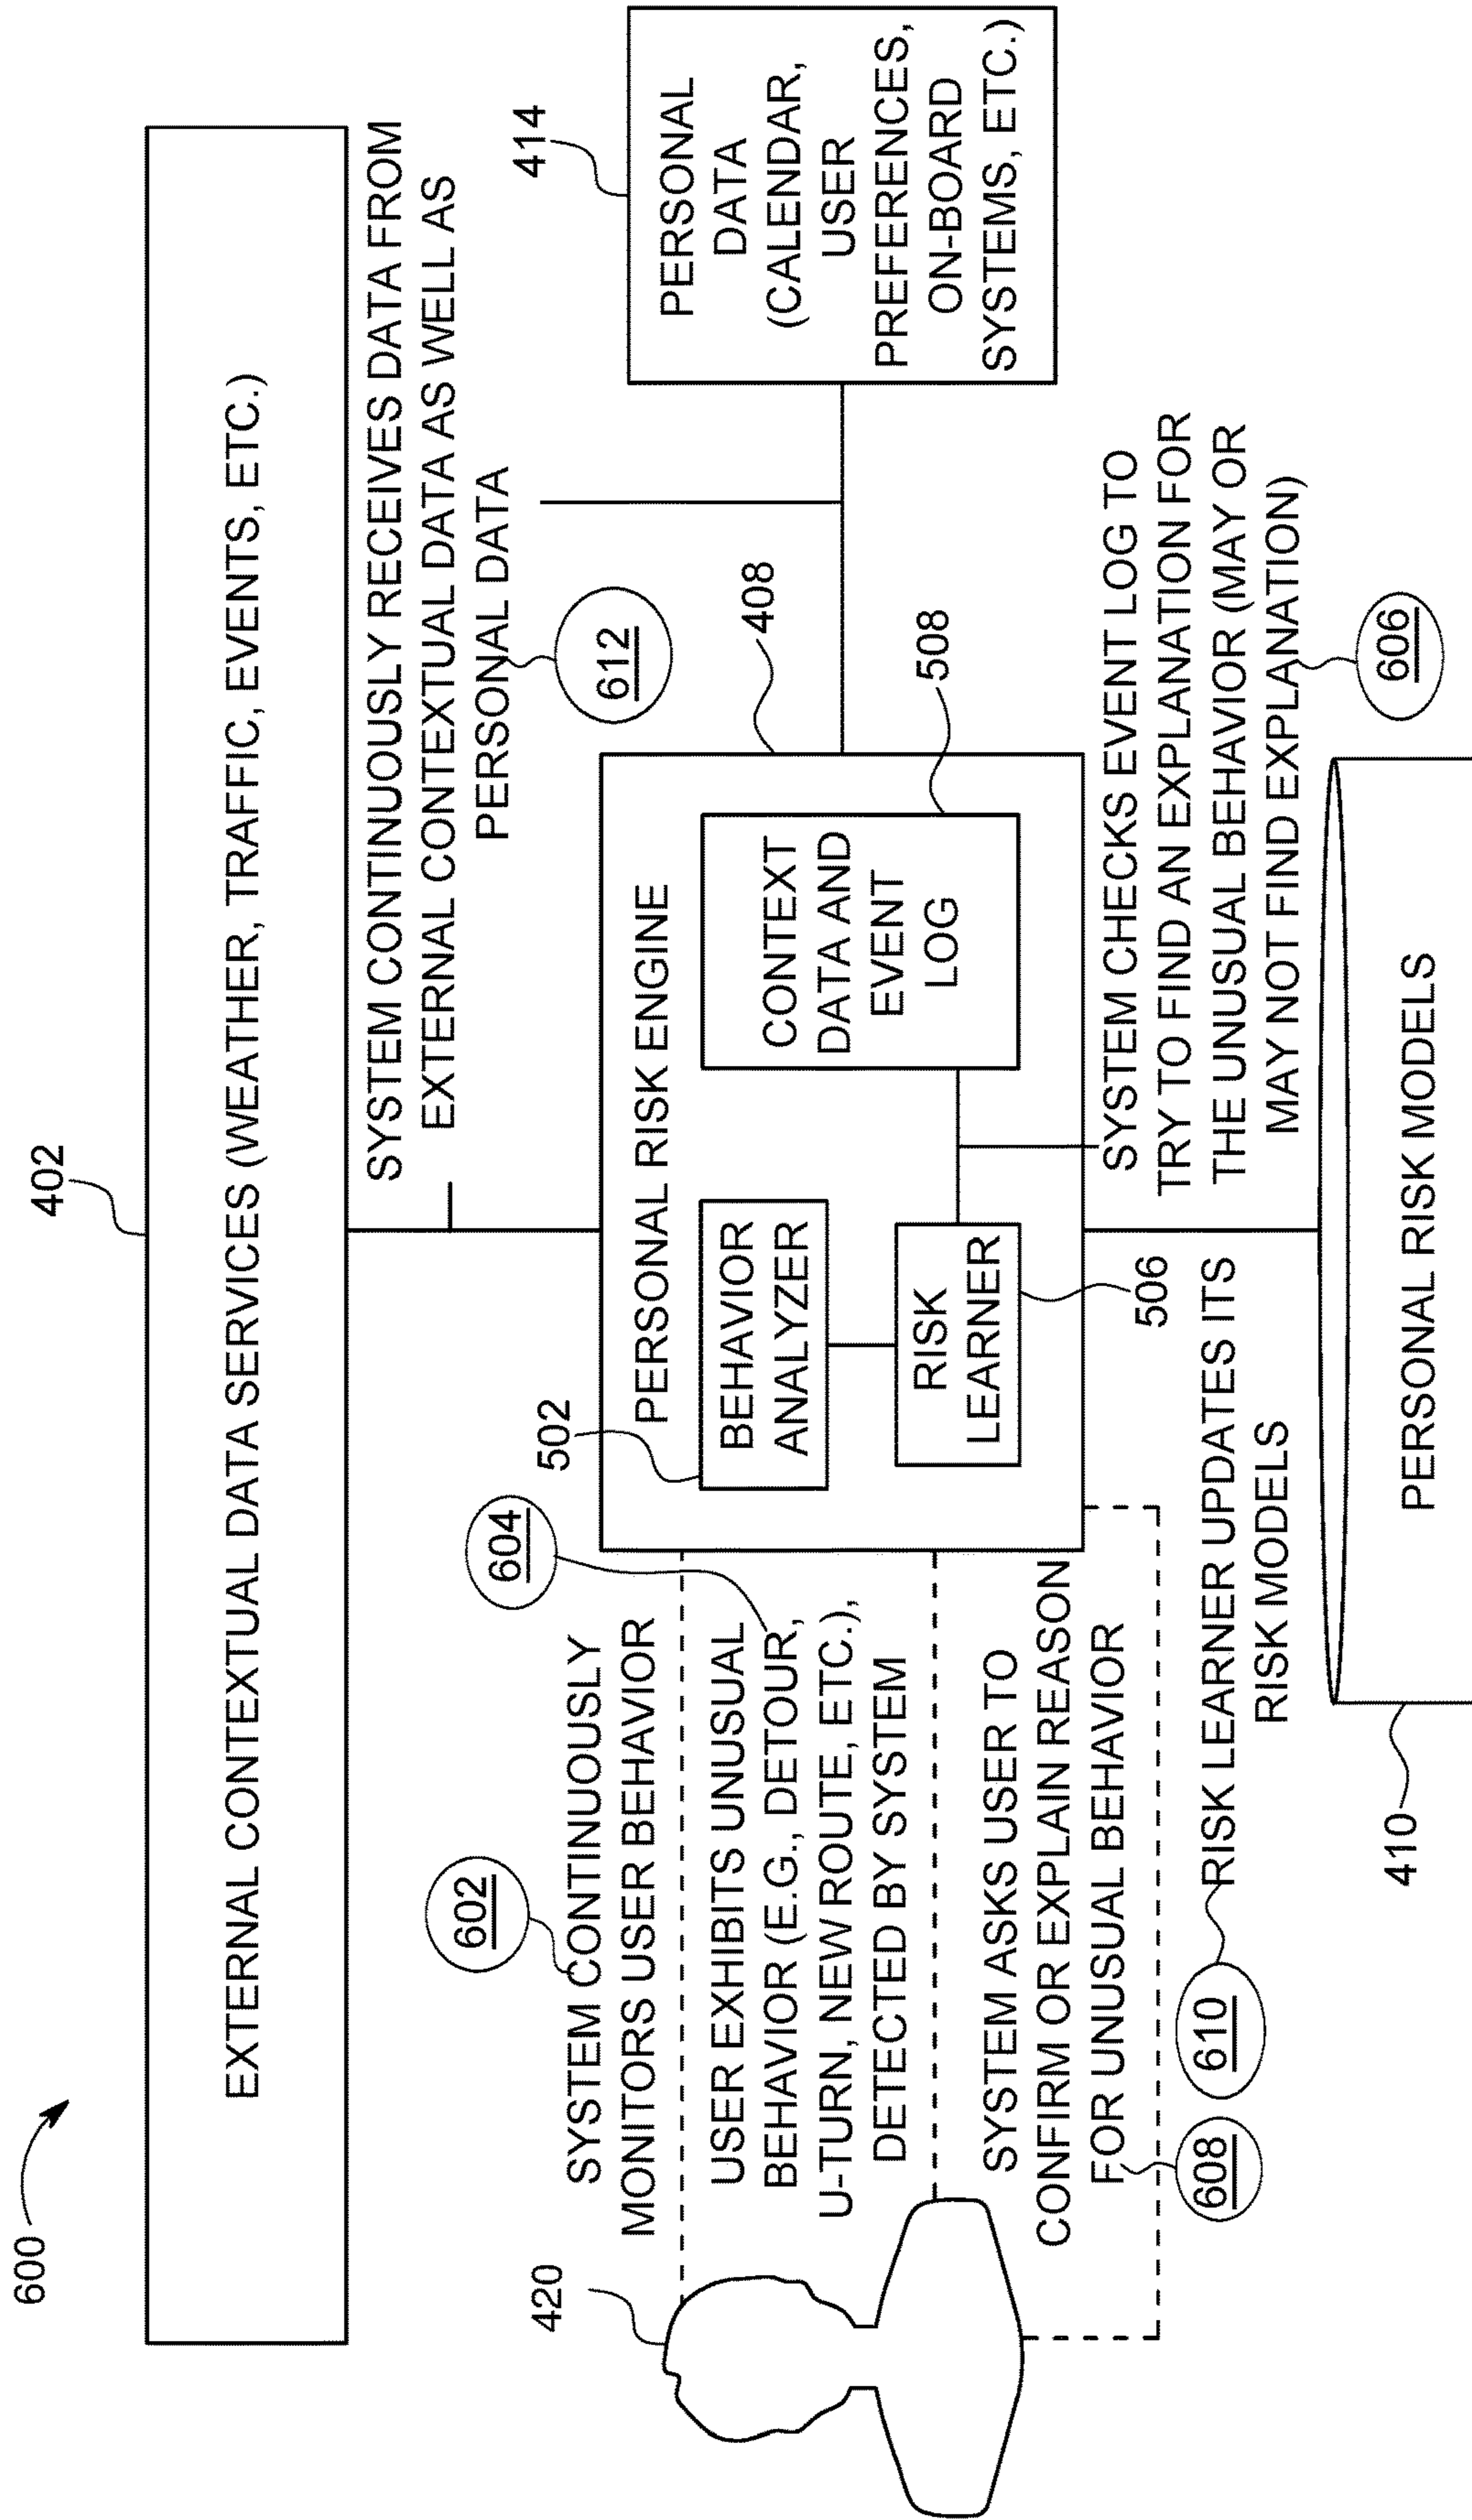 600
402
EXTERNAL CONTEXTUAL DATA SERVICES (WEATHER, TRAFFIC, EVENTS, ETC.)
SYSTEM CONTINUOUSLY RECEIVES DATA FROM
EXTERNAL CONTEXTUAL DATA AS WELL AS
PERSONAL DATA
612
414
PERSONAL
DATA
(CALENDAR,
USER
PREFERENCES,
ON-BOARD
SYSTEMS, ETC.)
420
602
SYSTEM CONTINUOUSLY
MONITORS USER BEHAVIOR
604
USER EXHIBITS UNUSUAL
BEHAVIOR (E.G., DETOUR,
U-TURN, NEW ROUTE, ETC.),
DETECTED BY SYSTEM
SYSTEM ASKS USER TO
CONFIRM OR EXPLAIN REASON
FOR UNUSUAL BEHAVIOR
608
502
408
PERSONAL RISK ENGINE
BEHAVIOR
ANALYZER
RISK
LEARNER
506
CONTEXT
DATA AND
EVENT
LOG
508
610
RISK LEARNER UPDATES ITS
RISK MODELS
SYSTEM CHECKS EVENT LOG TO
TRY TO FIND AN EXPLANATION FOR
THE UNUSUAL BEHAVIOR (MAY OR
MAY NOT FIND EXPLANATION)
606
410
PERSONAL RISK MODELS